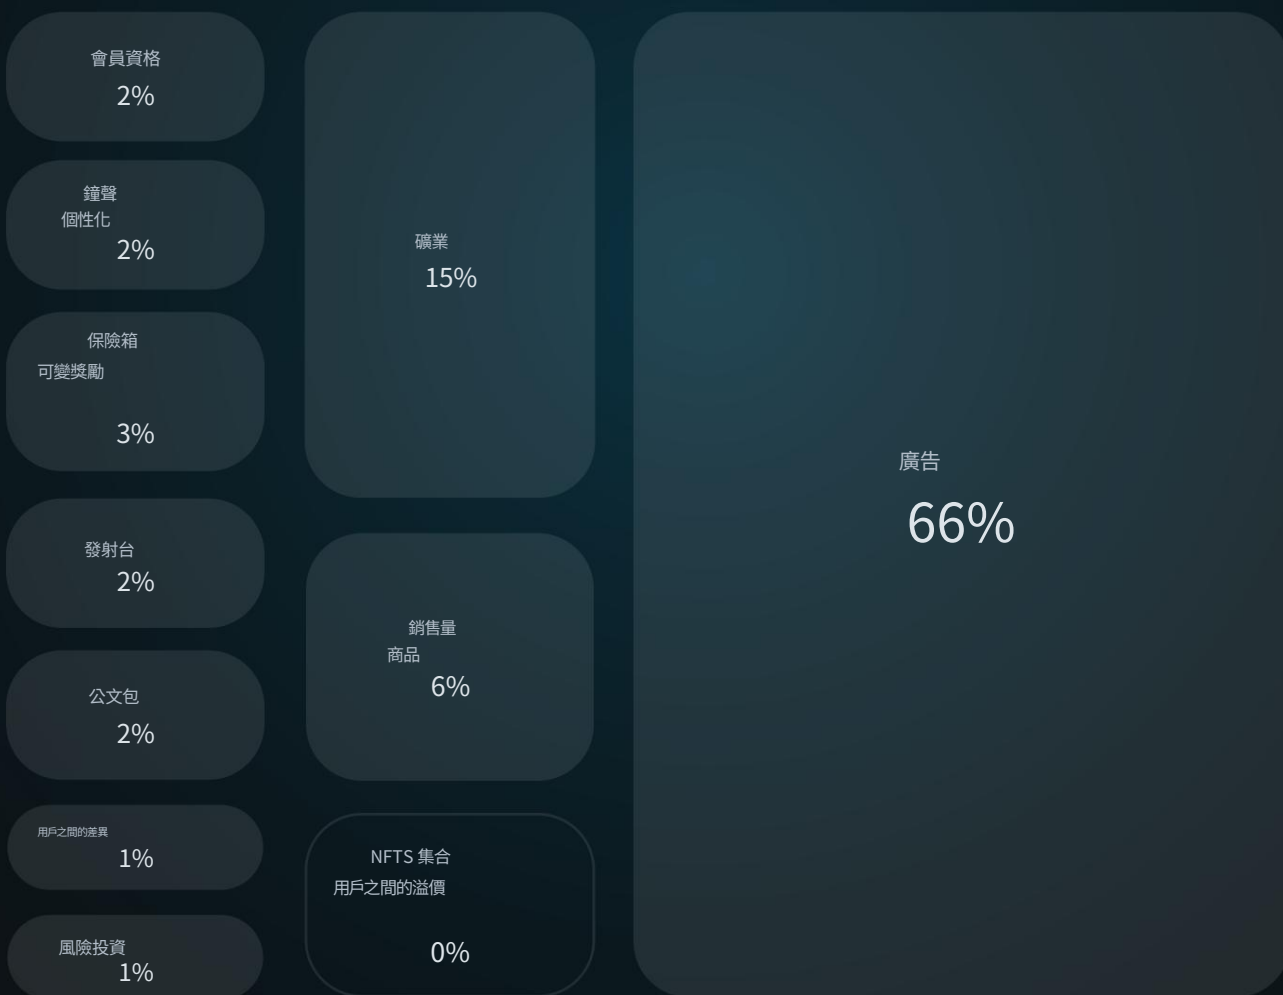 會員資格
2%
鐘聲
個性化
2%
保險箱
可變獎勵
3%
發射台
2%
公文包
2%
用戶之間的差異
1%
風險投資
1%
礦業
15%
銷售量
商品
6%
NFTS 集合
用戶之間的溢價
0%
廣告
66%